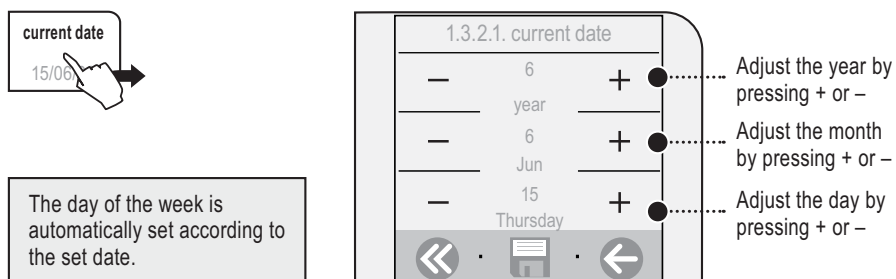 current date
15/06/
The day of the week is
automatically set according to
the set date.
1.3.2.1. current date
− 6 +
year
− 6 +
Jun
− 15 +
Thursday
Adjust the year by
pressing + or –
Adjust the month
by pressing + or –
Adjust the day by
pressing + or –